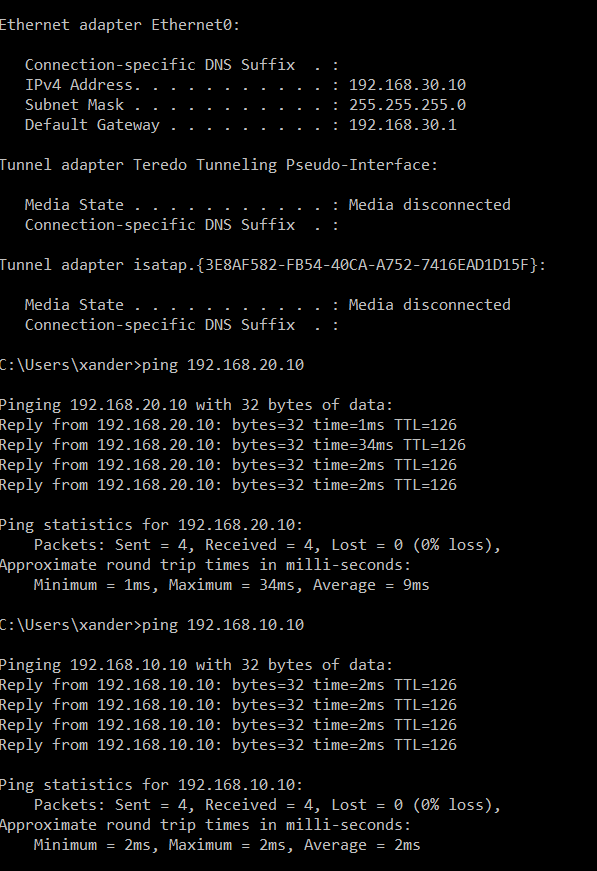 Ethernet adapter Ethernet0:
Connection-specific DNS Suffix  . :
IPv4 Address. . . . . . . . . . . : 192.168.30.10
Subnet Mask . . . . . . . . . . . : 255.255.255.0
Default Gateway . . . . . . . . . : 192.168.30.1
Tunnel adapter Teredo Tunneling Pseudo-Interface:
Media State . . . . . . . . . . . : Media disconnected
Connection-specific DNS Suffix  . :
Tunnel adapter isatap.{3E8AF582-FB54-40CA-A752-7416EAD1D15F}:
Media State . . . . . . . . . . . : Media disconnected
Connection-specific DNS Suffix  . :
C:\Users\xander>ping 192.168.20.10
Pinging 192.168.20.10 with 32 bytes of data:
Reply from 192.168.20.10: bytes=32 time=1ms TTL=126
Reply from 192.168.20.10: bytes=32 time=34ms TTL=126
Reply from 192.168.20.10: bytes=32 time=2ms TTL=126
Reply from 192.168.20.10: bytes=32 time=2ms TTL=126
Ping statistics for 192.168.20.10:
Packets: Sent = 4, Received = 4, Lost = 0 (0% loss),
Approximate round trip times in milli-seconds:
Minimum = 1ms, Maximum = 34ms, Average = 9ms
C:\Users\xander>ping 192.168.10.10
Pinging 192.168.10.10 with 32 bytes of data:
Reply from 192.168.10.10: bytes=32 time=2ms TTL=126
Reply from 192.168.10.10: bytes=32 time=2ms TTL=126
Reply from 192.168.10.10: bytes=32 time=2ms TTL=126
Reply from 192.168.10.10: bytes=32 time=2ms TTL=126
Ping statistics for 192.168.10.10:
Packets: Sent = 4, Received = 4, Lost = 0 (0% loss),
Approximate round trip times in milli-seconds:
Minimum = 2ms, Maximum = 2ms, Average = 2ms